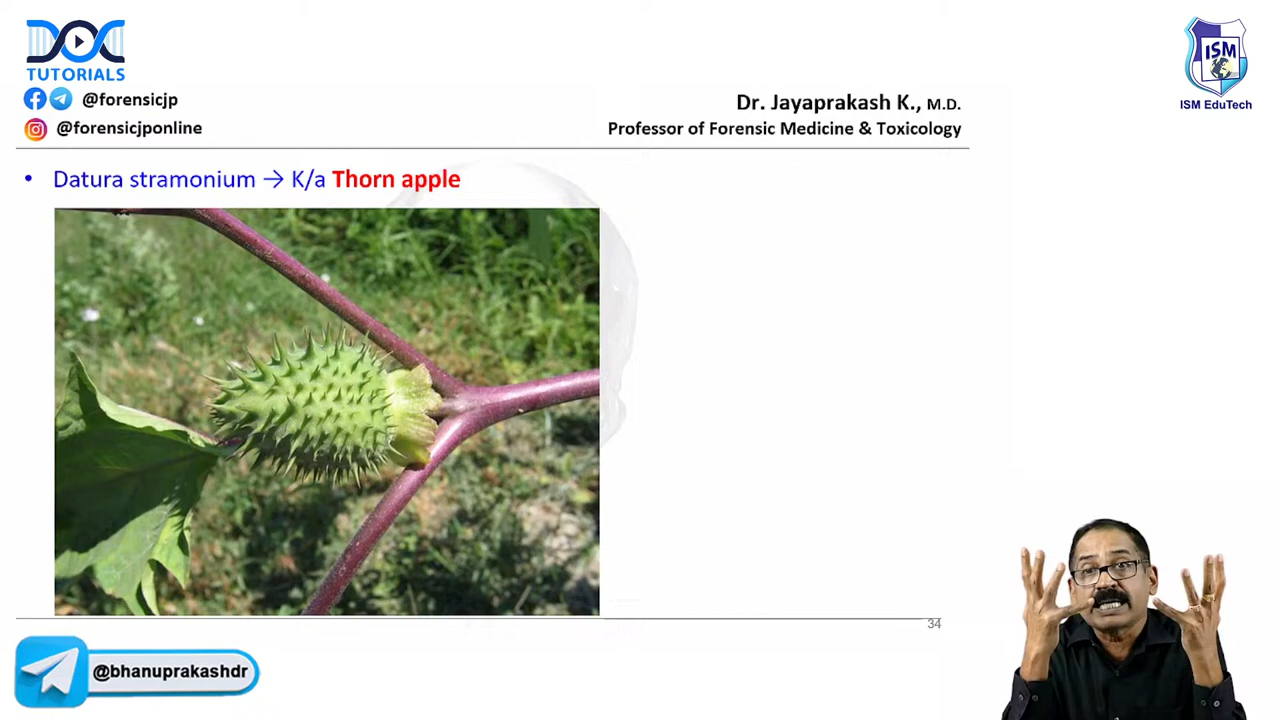 TUTORIALS
@forensicjp
@forensicjponline
Dr. Jayaprakash K., M.D.
Professor of Forensic Medicine & Toxicology
ISM
ISM EduTech
• Datura stramonium → K/a Thorn apple
34
@bhanuprakashdr